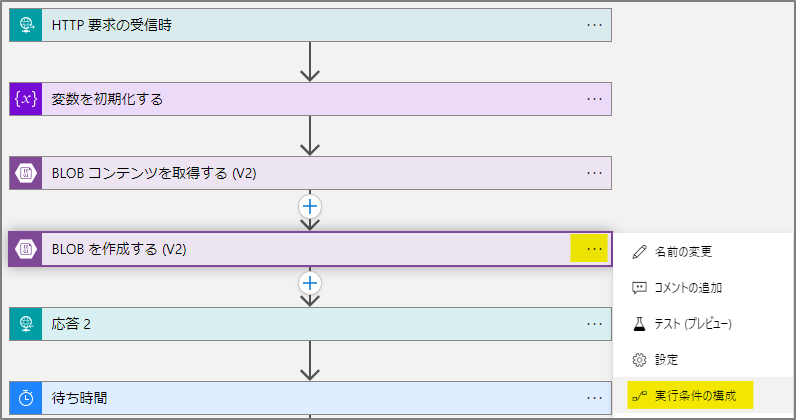 HTTP 要求の受信時
{x} 変数を初期化する
BLOB コンテンツを取得する (V2)
BLOB を作成する (V2)
名前の変更
コメントの追加
応答 2
テスト (プレビュー)
設定
待ち時間
実行条件の構成